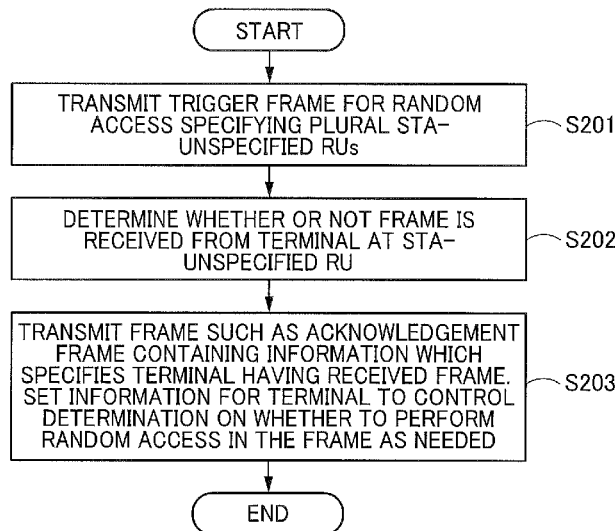 START
TRANSMIT TRIGGER FRAME FOR RANDOM
ACCESS SPECIFYING PLURAL STA-
UNSPECIFIED RUs
S201
DETERMINE WHETHER OR NOT FRAME IS
RECEIVED FROM TERMINAL AT STA-
UNSPECIFIED RU
S202
TRANSMIT FRAME SUCH AS ACKNOWLEDGEMENT
FRAME CONTAINING INFORMATION WHICH
SPECIFIES TERMINAL HAVING RECEIVED FRAME.
SET INFORMATION FOR TERMINAL TO CONTROL
DETERMINATION ON WHETHER TO PERFORM
RANDOM ACCESS IN THE FRAME AS NEEDED
S203
END